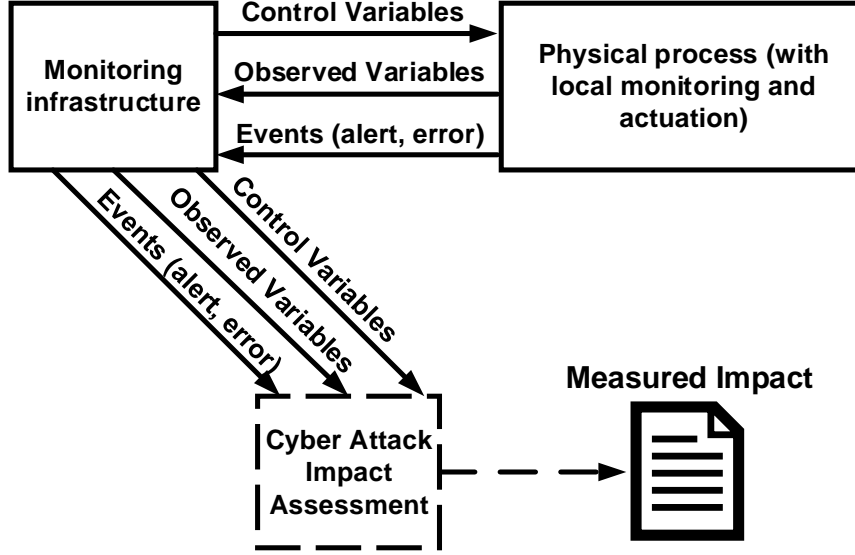 Control Variables
Monitoring
infrastructure
Observed Variables
Events (alert, error)
Physical process (with
local monitoring and
actuation)
Events (alert, error)
Observed Variables
Control Variables
Cyber Attack
Impact
Assessment
Measured Impact